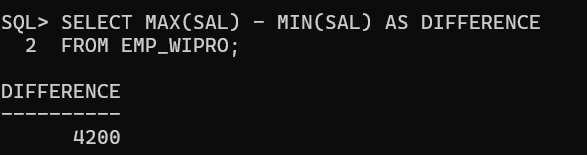 SQL> SELECT MAX(SAL) - MIN(SAL) AS DIFFERENCE
  2  FROM EMP_WIPRO;

DIFFERENCE
----------
      4200